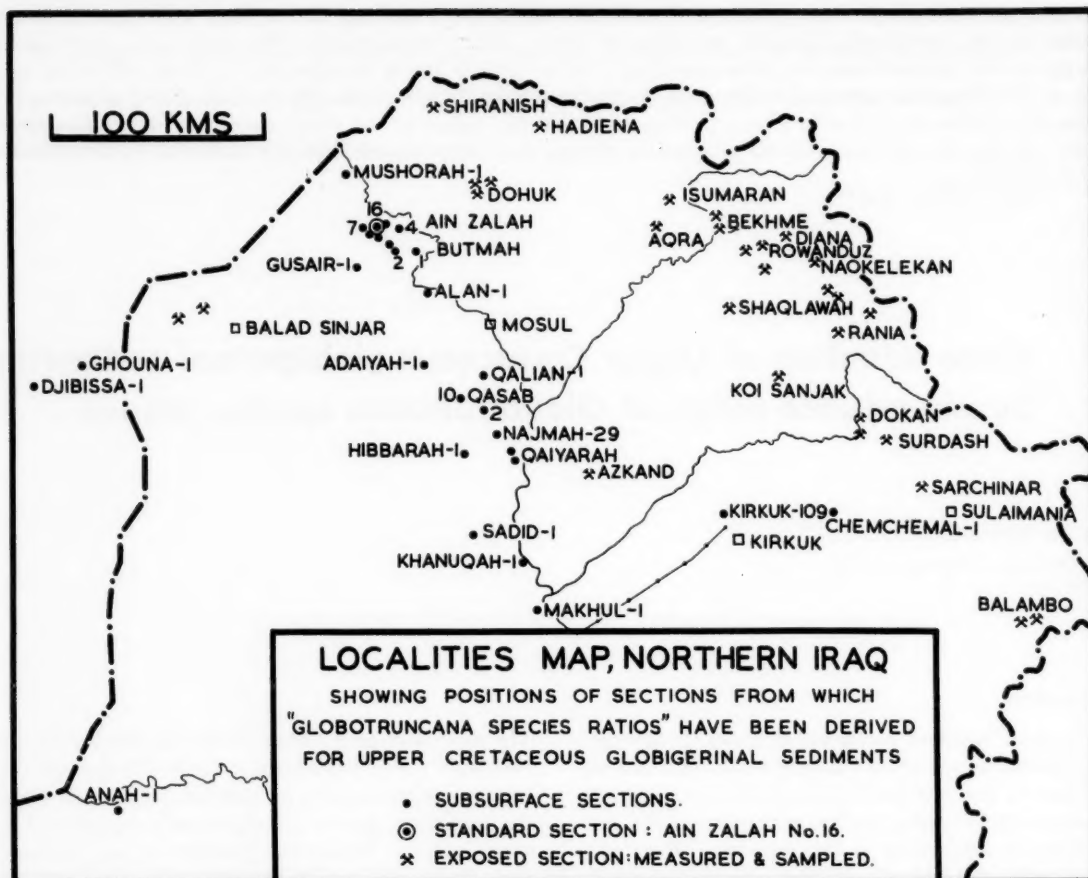 SHIRANISH
100 KMS
HADIENA
MUSHORAH-1
DOHUK
ISUMARAN
16
AIN ZALAH
7
4
BEKHME
AQRA
DIANA
ROWANDUZ
BUTMAH
2
GUSAIR-1
NAOKELEKAN
ALAN-1
SHAQLAWAH
MOSUL
BALAD SINJAR
RANIA
GHOUNA-1
ADAIYAH-1
QALIAN-1
DJIBISSA-1
KOI SANJAK
10
QASAB
2
DOKAN
NAJMAH-29
SURDASH
HIBBARAH-1
QAIYARAH
AZKAND
SARCHINAR
KIRKUK-109
SULAIMANIA
CHEMCHEMAL-1
SADID-1
KIRKUK
KHANUQAH-1
MAKHUL-1
BALAMBO
ANAH-1
LOCALITIES MAP, NORTHERN IRAQ
SHOWING POSITIONS OF SECTIONS FROM WHICH
"GLOBOTRUNCANA SPECIES RATIOS" HAVE BEEN DERIVED
FOR UPPER CRETACEOUS GLOBIGERINAL SEDIMENTS
SUBSURFACE SECTIONS.
STANDARD SECTION : AIN ZALAH No.16.
EXPOSED SECTION: MEASURED & SAMPLED.